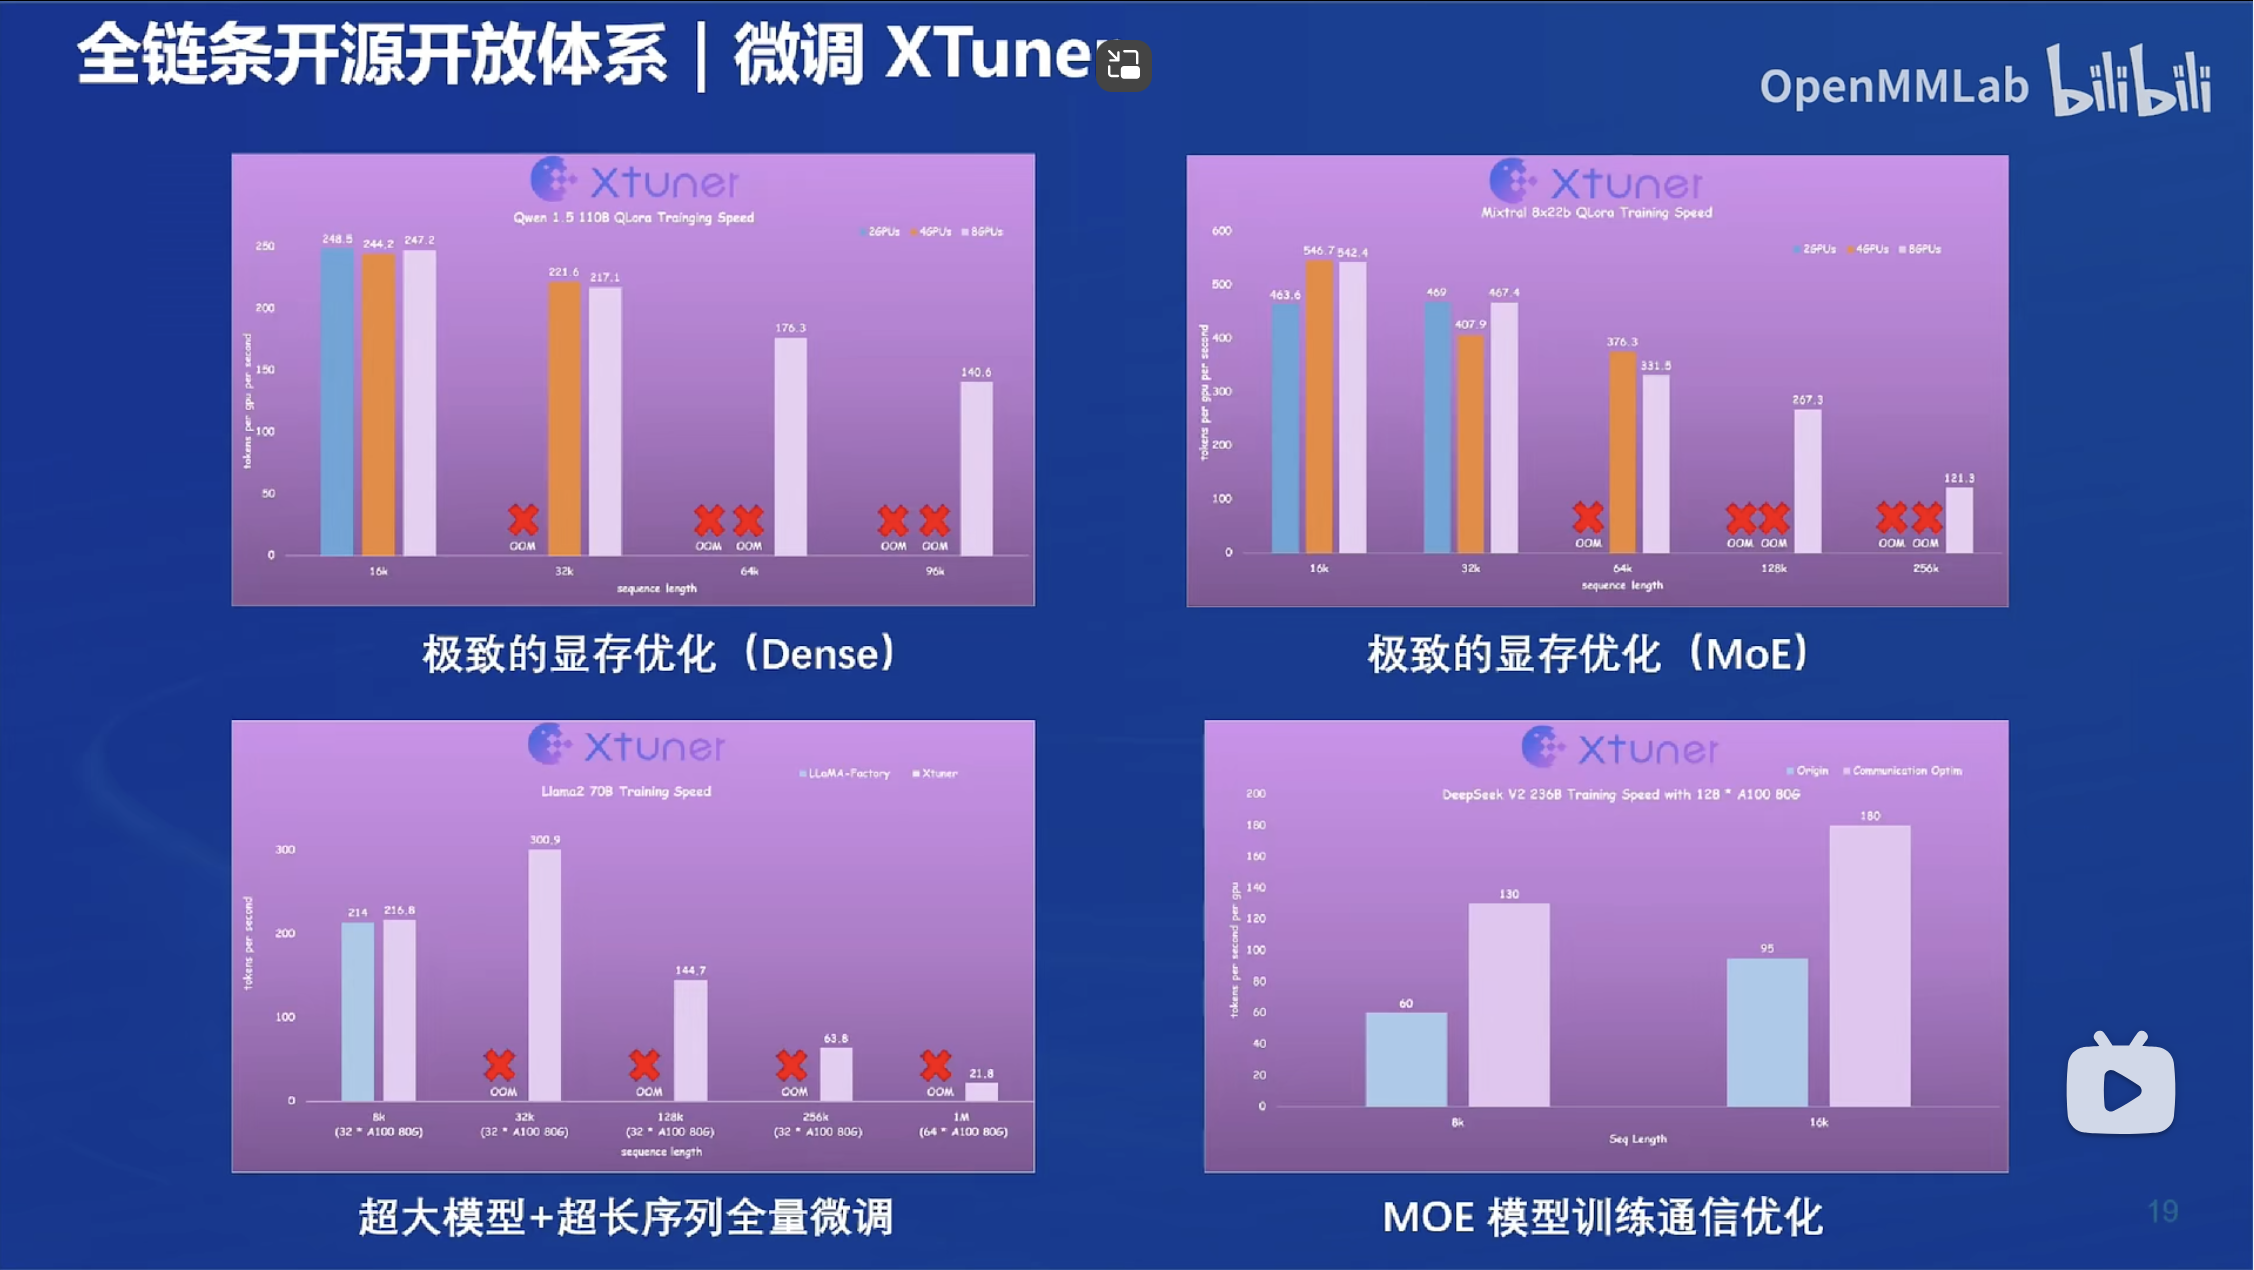 全链条开源开放体系 | 微调 XTuner
OpenMMLab bilibili
Xtuner
Qwen 1.5 110B QLora Trainging Speed
2GPUs 4GPUs 8GPUs
tokens per gpu per second
250
200
150
100
50
0
248.5 244.2 247.2
221.6 217.1
176.3
140.6
OOM
OOM OOM
OOM OOM
16k 32k 64k 96k
sequence length
极致的显存优化（Dense）
Xtuner
Mixtral 8x22b QLora Training Speed
2GPUs 4GPUs 8GPUs
tokens per gpu per second
600
500
400
300
200
100
0
463.6 546.7 542.4
469 407.9 467.4
376.3 331.5
267.3
121.3
OOM
OOM OOM
OOM OOM
16k 32k 64k 128k 256k
sequence length
极致的显存优化（MoE）
Xtuner
LLaMA-Factory Xtuner
Llama2 70B Training Speed
tokens per second
300
200
100
0
214 216.8
300.9
144.7
63.8
21.8
OOM OOM OOM OOM
8k 32k 128k 256k 1M
(32 * A100 80G) (32 * A100 80G) (32 * A100 80G) (32 * A100 80G) (64 * A100 80G)
sequence length
超大模型+超长序列全量微调
Xtuner
Origin Communication Optim
DeepSeek V2 236B Training Speed with 128 * A100 80G
tokens per second per gpu
200
180
160
140
120
100
80
60
40
20
0
60 130
95 180
8k 16k
Seq Length
MOE 模型训练通信优化
19